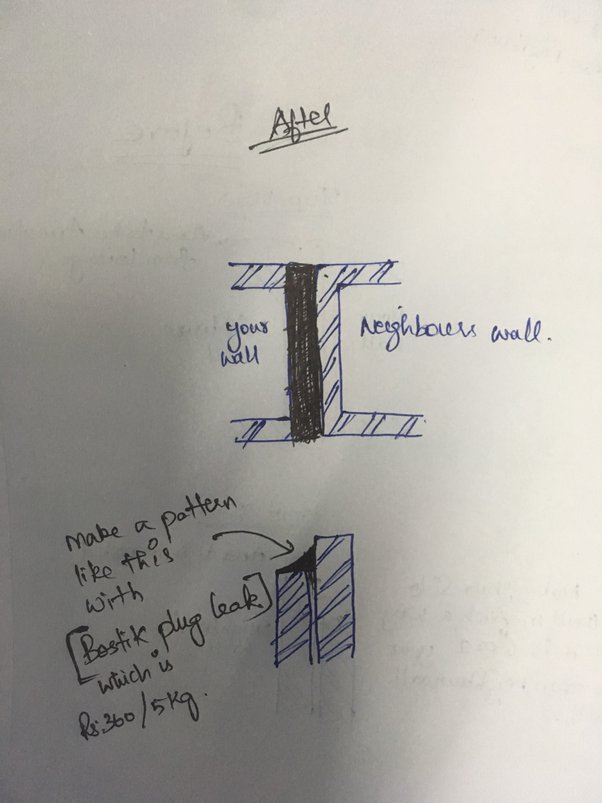 After
your
wall
Neighbours wall.
make a pattern
like this
with
[Bostik plug leak]
which is
Rs:360/5kg.